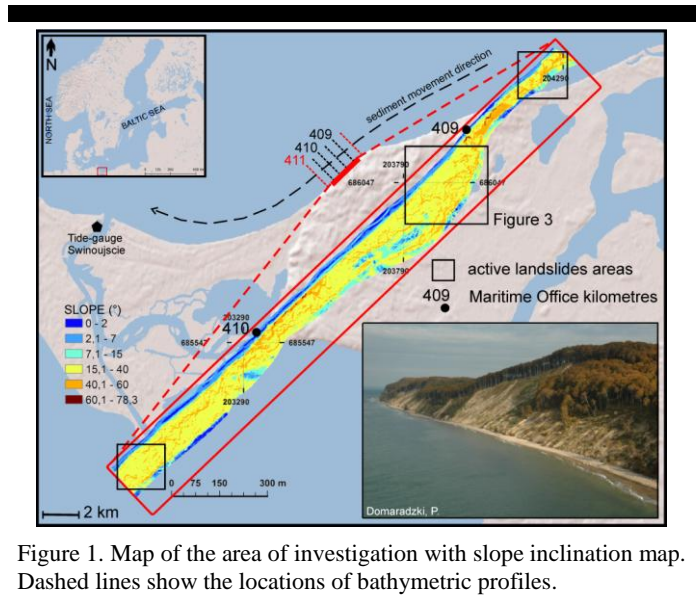 N
NORTH SEA
BALTIC SEA
sediment movement direction
204290
409
409
410
411
203790
686047
686047
Figure 3
Tide-gauge
Swinoujscie
203790
active landslides areas
409 Maritime Office kilometres
SLOPE (°)
0 - 2
2,1 - 7
7,1 - 15
15,1 - 40
40,1 - 60
60,1 - 78,3
203290
410
685547
685547
203290
0 75 150 300 m
2 km
Domaradzki, P.
Figure 1. Map of the area of investigation with slope inclination map.
Dashed lines show the locations of bathymetric profiles.